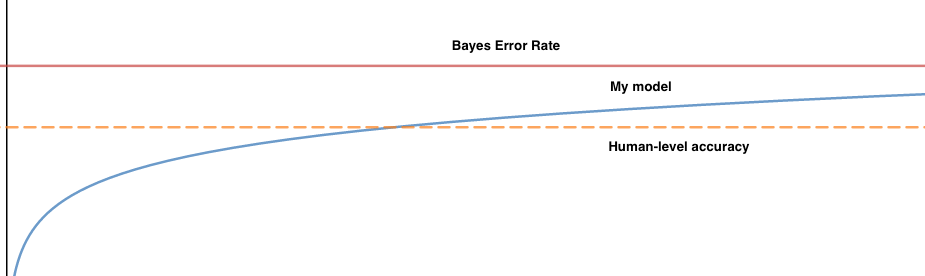 Bayes Error Rate
My model
Human-level accuracy